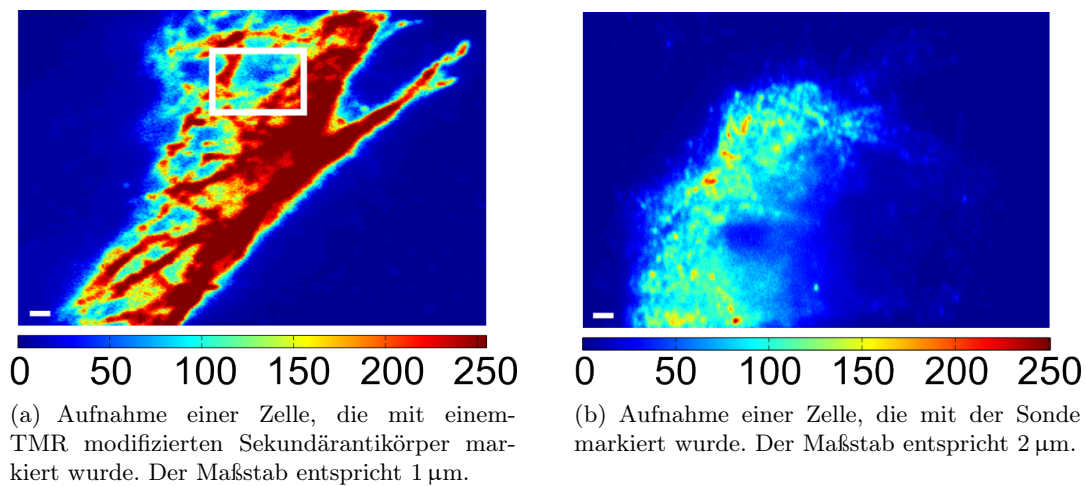 0 50 100 150 200 250
(a) Aufnahme einer Zelle, die mit einem-
TMR modifizierten Sekundärantikörper mar-
kiert wurde. Der Maßstab entspricht 1 µm.
0 50 100 150 200 250
(b) Aufnahme einer Zelle, die mit der Sonde
markiert wurde. Der Maßstab entspricht 2 µm.